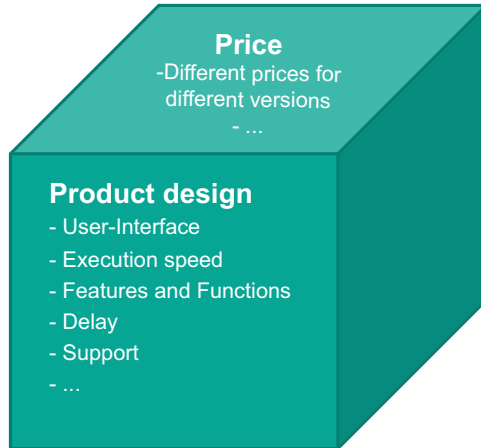 Price
-Different prices for
different versions
- ...
Product design
- User-Interface
- Execution speed
- Features and Functions
- Delay
- Support
- ...